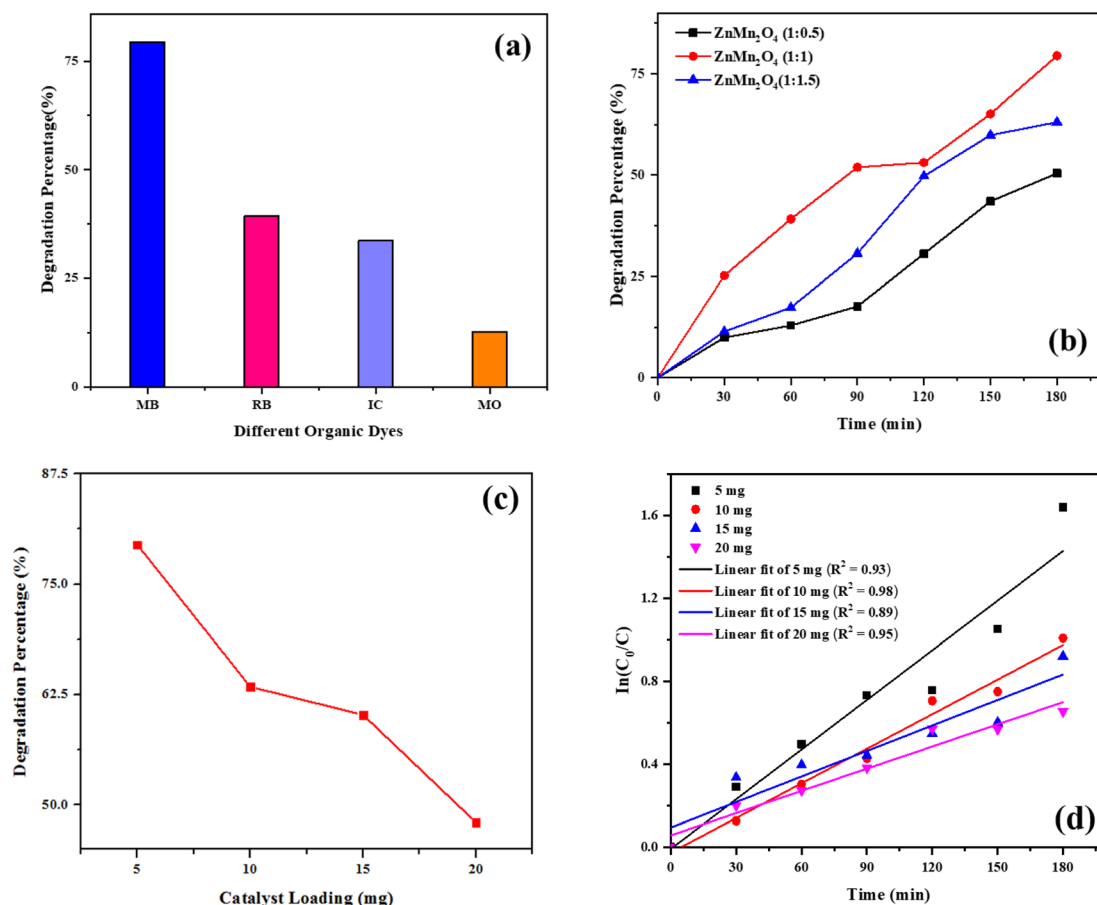 (a)
Degradation Percentage(%)
75
50
25
0
MB RB IC MO
Different Organic Dyes
(b)
ZnMn₂O₄ (1:0.5)
ZnMn₂O₄ (1:1)
ZnMn₂O₄(1:1.5)
Degradation Percentage (%)
75
50
25
0
0 30 60 90 120 150 180
Time (min)
(c)
Degradation Percentage (%)
87.5
75.0
62.5
50.0
5 10 15 20
Catalyst Loading (mg)
5 mg
10 mg
15 mg
20 mg
Linear fit of 5 mg (R² = 0.93)
Linear fit of 10 mg (R² = 0.98)
Linear fit of 15 mg (R² = 0.89)
Linear fit of 20 mg (R² = 0.95)
ln(C₀/C)
1.6
1.2
0.8
0.4
0.0
(d)
0 30 60 90 120 150 180
Time (min)